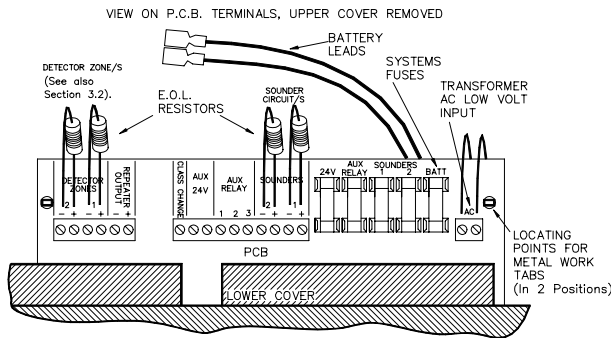 VIEW ON P.C.B. TERMINALS, UPPER COVER REMOVED
BATTERY
LEADS
SYSTEMS
FUSES
DETECTOR ZONE/S
(See also
Section 3.2).
E.O.L.
RESISTORS
SOUNDER
CIRCUIT/S
TRANSFORMER
AC LOW VOLT
INPUT
DETECTOR
ZONES
2 1
− + − +
REPEATER
OUTPUT
CLASS CHANGE
AUX
24V
AUX
RELAY
1 2 3
SOUNDERS
2 1
− + − +
24V
AUX
RELAY
SOUNDERS
1 2
BATT
AC
PCB
LOCATING
POINTS FOR
METAL WORK
TABS
(In 2 Positions)
LOWER COVER